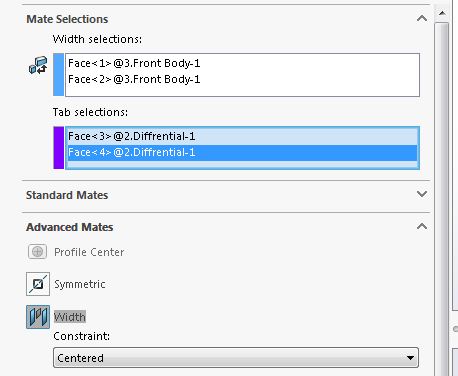 Mate Selections
Width selections:
Face<1>@3.Front Body-1
Face<2>@3.Front Body-1
Tab selections:
Face<3>@2.Diffrential-1
Face<4>@2.Diffrential-1
Standard Mates
Advanced Mates
Profile Center
Symmetric
Width
Constraint:
Centered